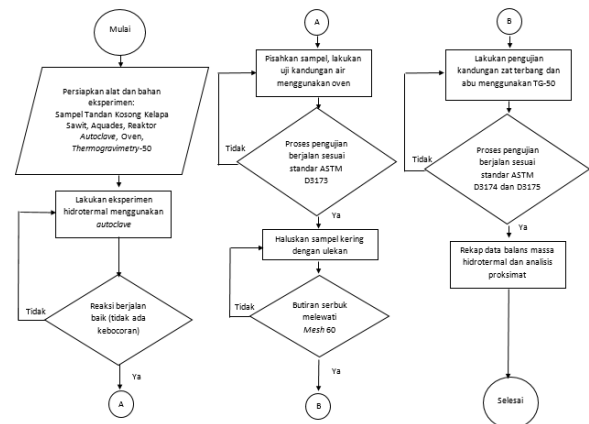 Mulai
Persiapkan alat dan bahan
eksperimen:
Sampel Tandan Kosong Kelapa
Sawit, Aquades, Reaktor
Autoclave, Oven,
Thermogravimetry-50
Lakukan eksperimen
hidrotermal menggunakan
autoclave
Reaksi berjalan
baik (tidak ada
kebocoran)
Tidak
Ya
A
A
Pisahkan sampel, lakukan
uji kandungan air
menggunakan oven
Tidak
Proses pengujian
berjalan sesuai
standar ASTM
D3173
Ya
Haluskan sampel kering
dengan ulekan
Tidak
Butiran serbuk
melewati
Mesh 60
Ya
B
B
Lakukan pengujian
kandungan zat terbang dan
abu menggunakan TG-50
Tidak
Proses pengujian
berjalan sesuai
standar ASTM
D3174 dan D3175
Ya
Rekap data balans massa
hidrotermal dan analisis
proksimat
Selesai